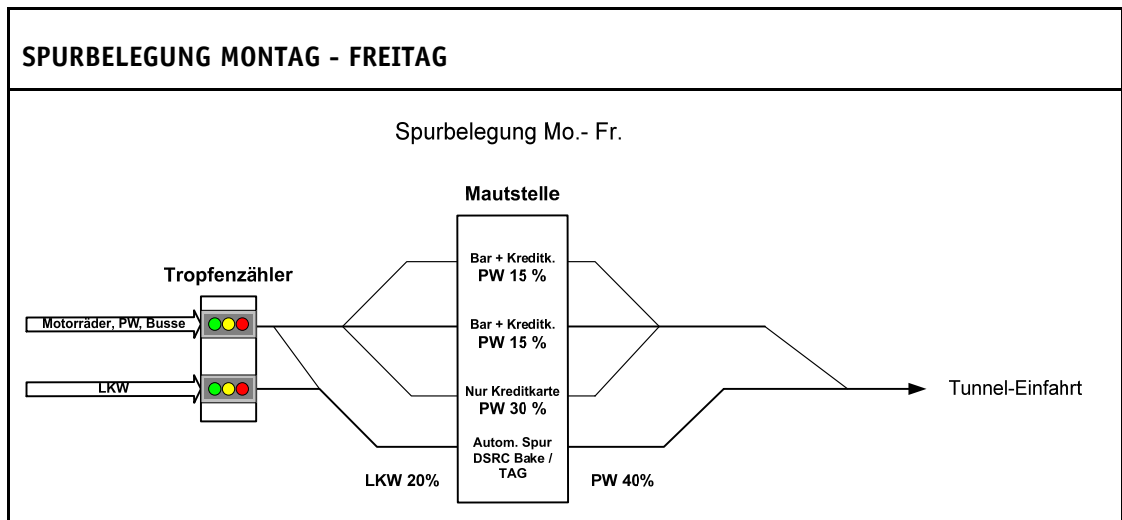 SPURBELEGUNG MONTAG - FREITAG
Spurbelegung Mo.- Fr.
Mautstelle
Bar + Kreditk.
PW 15 %
Tropfenzähler
Motorräder, PW, Busse
Bar + Kreditk.
PW 15 %
LKW
Nur Kreditkarte
PW 30 %
Tunnel-Einfahrt
Autom. Spur
DSRC Bake /
TAG
LKW 20%
PW 40%